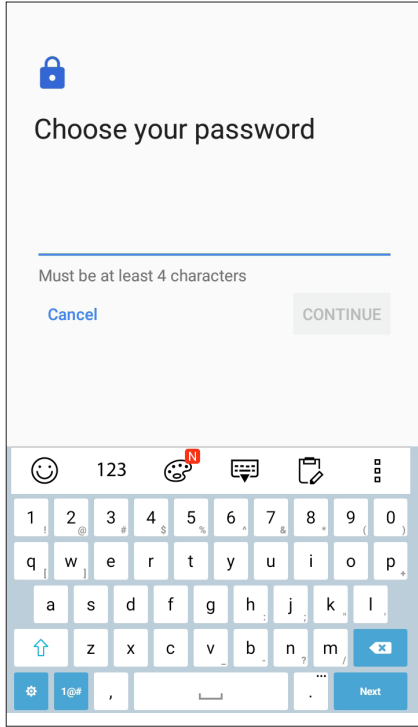 Choose your password
Must be at least 4 characters
Cancel CONTINUE
123 N
1 ! 2 @ 3 # 4 $ 5 % 6 ^ 7 & 8 * 9 ( 0 )
q [ w ] e r t y u i o p +
a s d f g h : j ; k " l '
z x c v _ b - n ? m /
1@# , . ... Next